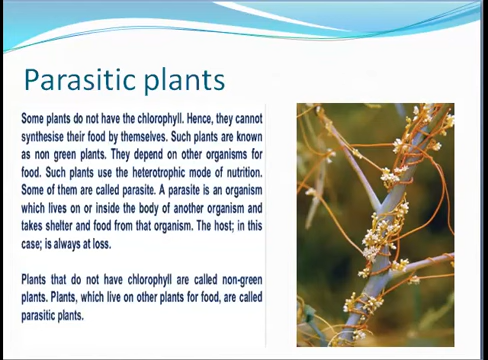 Parasitic plants
Some plants do not have the chlorophyll. Hence, they cannot
synthesise their food by themselves. Such plants are known
as non green plants. They depend on other organisms for
food. Such plants use the heterotrophic mode of nutrition.
Some of them are called parasite. A parasite is an organism
which lives on or inside the body of another organism and
takes shelter and food from that organism. The host; in this
case; is always at loss.
Plants that do not have chlorophyll are called non-green
plants. Plants, which live on other plants for food, are called
parasitic plants.